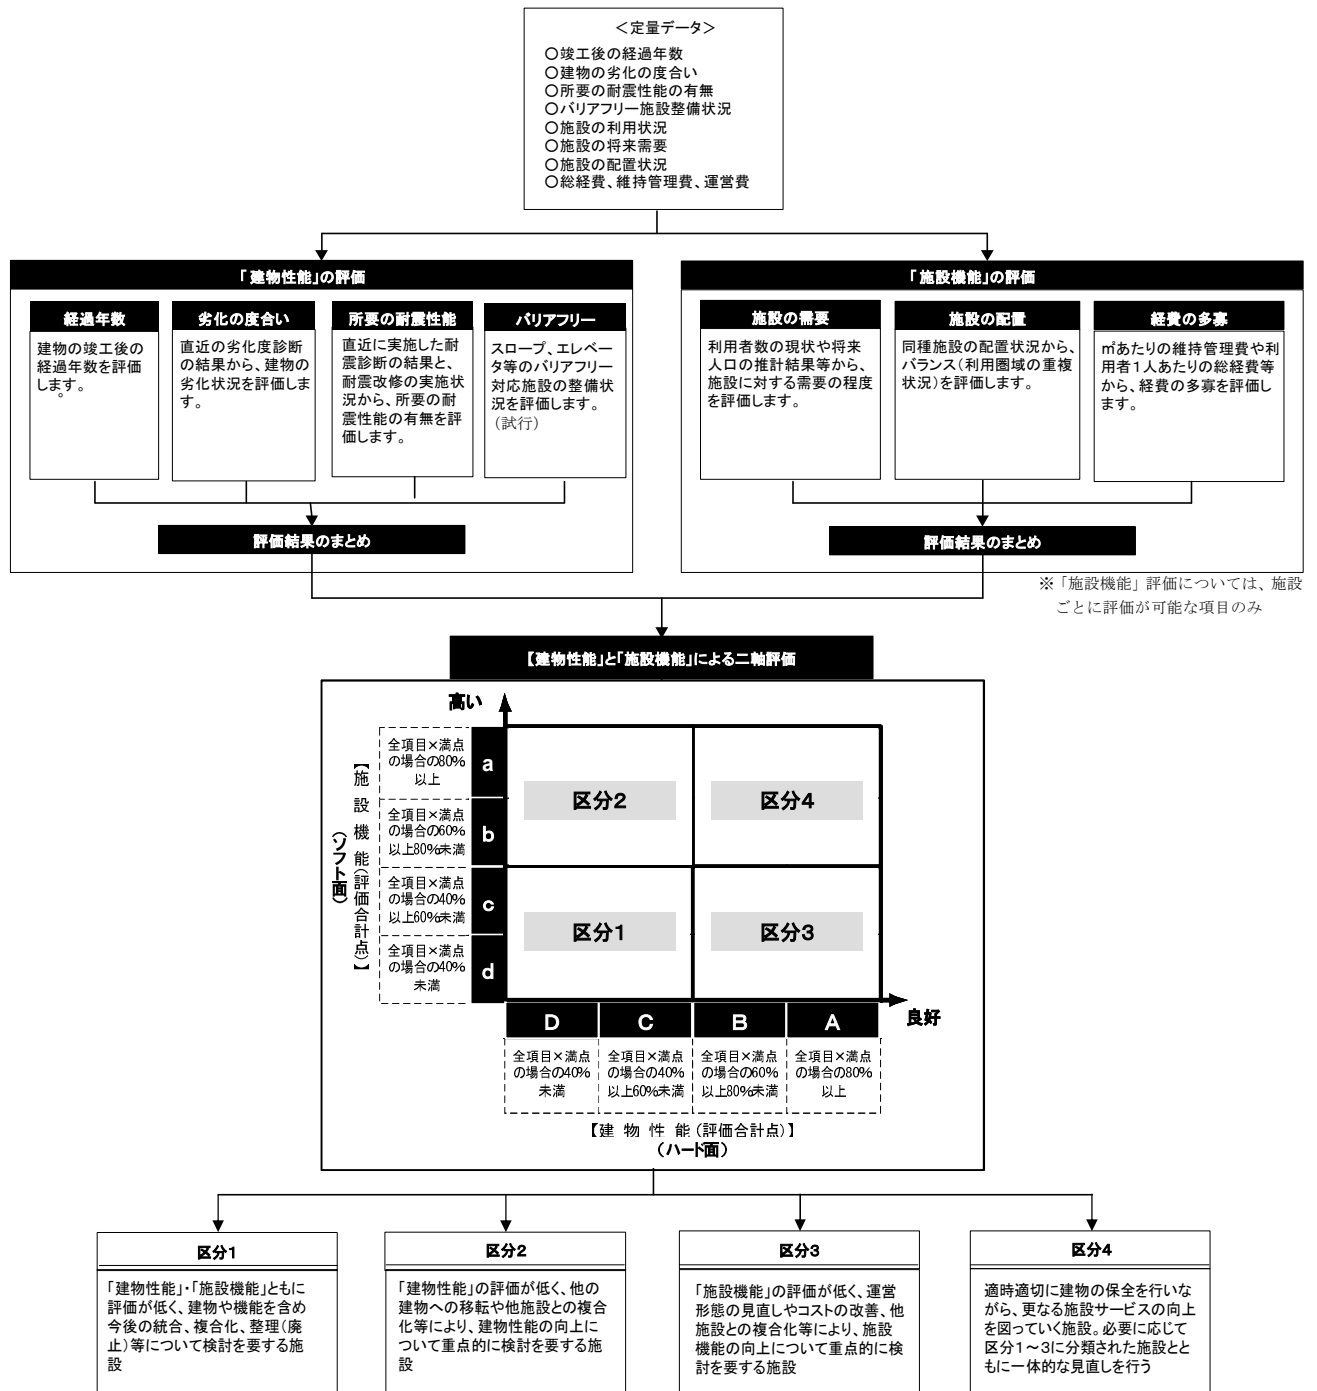 ＜定量データ＞
○竣工後の経過年数
○建物の劣化の度合い
○所要の耐震性能の有無
○バリアフリー施設整備状況
○施設の利用状況
○施設の将来需要
○施設の配置状況
○総経費、維持管理費、運営費
「建物性能」の評価
経過年数
建物の竣工後の
経過年数を評価
します。
劣化の度合い
直近の劣化度診断
の結果から、建物の
劣化状況を評価しま
す。
所要の耐震性能
直近に実施した耐
震診断の結果と、
耐震改修の実施状
況から、所要の耐
震性能の有無を評
価します。
バリアフリー
スロープ、エレベー
タ等のバリアフリー
対応施設の整備状
況を評価します。
（試行）
評価結果のまとめ
「施設機能」の評価
施設の需要
利用者数の現状や将来
人口の推計結果等から、
施設に対する需要の程度
を評価します。
施設の配置
同種施設の配置状況から、
バランス（利用圏域の重複
状況）を評価します。
経費の多寡
㎡あたりの維持管理費や利
用者１人あたりの総経費等
から、経費の多寡を評価し
ます。
評価結果のまとめ
※「施設機能」評価については、施設
ごとに評価が可能な項目のみ
【建物性能」と「施設機能」による二軸評価
高い
【施設機能（評価合計点）】
（ソフト面）
全項目×満点
の場合の80%
以上
a
全項目×満点
の場合の60%
以上80%未満
b
全項目×満点
の場合の40%
以上60%未満
c
全項目×満点
の場合の40%
未満
d
区分2
区分4
区分1
区分3
良好
D
C
B
A
全項目×満点
の場合の40%
未満
全項目×満点
の場合の40%
以上60%未満
全項目×満点
の場合の60%
以上80%未満
全項目×満点
の場合の80%
以上
【建 物 性 能（評価合計点）】
（ハード面）
区分1
「建物性能」・「施設機能」ともに
評価が低く、建物や機能を含め
今後の統合、複合化、整理（廃
止）等について検討を要する施
設
区分2
「建物性能」の評価が低く、他の
建物への移転や他施設との複合
化等により、建物性能の向上に
ついて重点的に検討を要する施
設
区分3
「施設機能」の評価が低く、運営
形態の見直しやコストの改善、他
施設との複合化等により、施設
機能の向上について重点的に検
討を要する施設
区分4
適時適切に建物の保全を行いな
がら、更なる施設サービスの向上
を図っていく施設。必要に応じて
区分１～３に分類された施設とと
もに一体的な見直しを行う